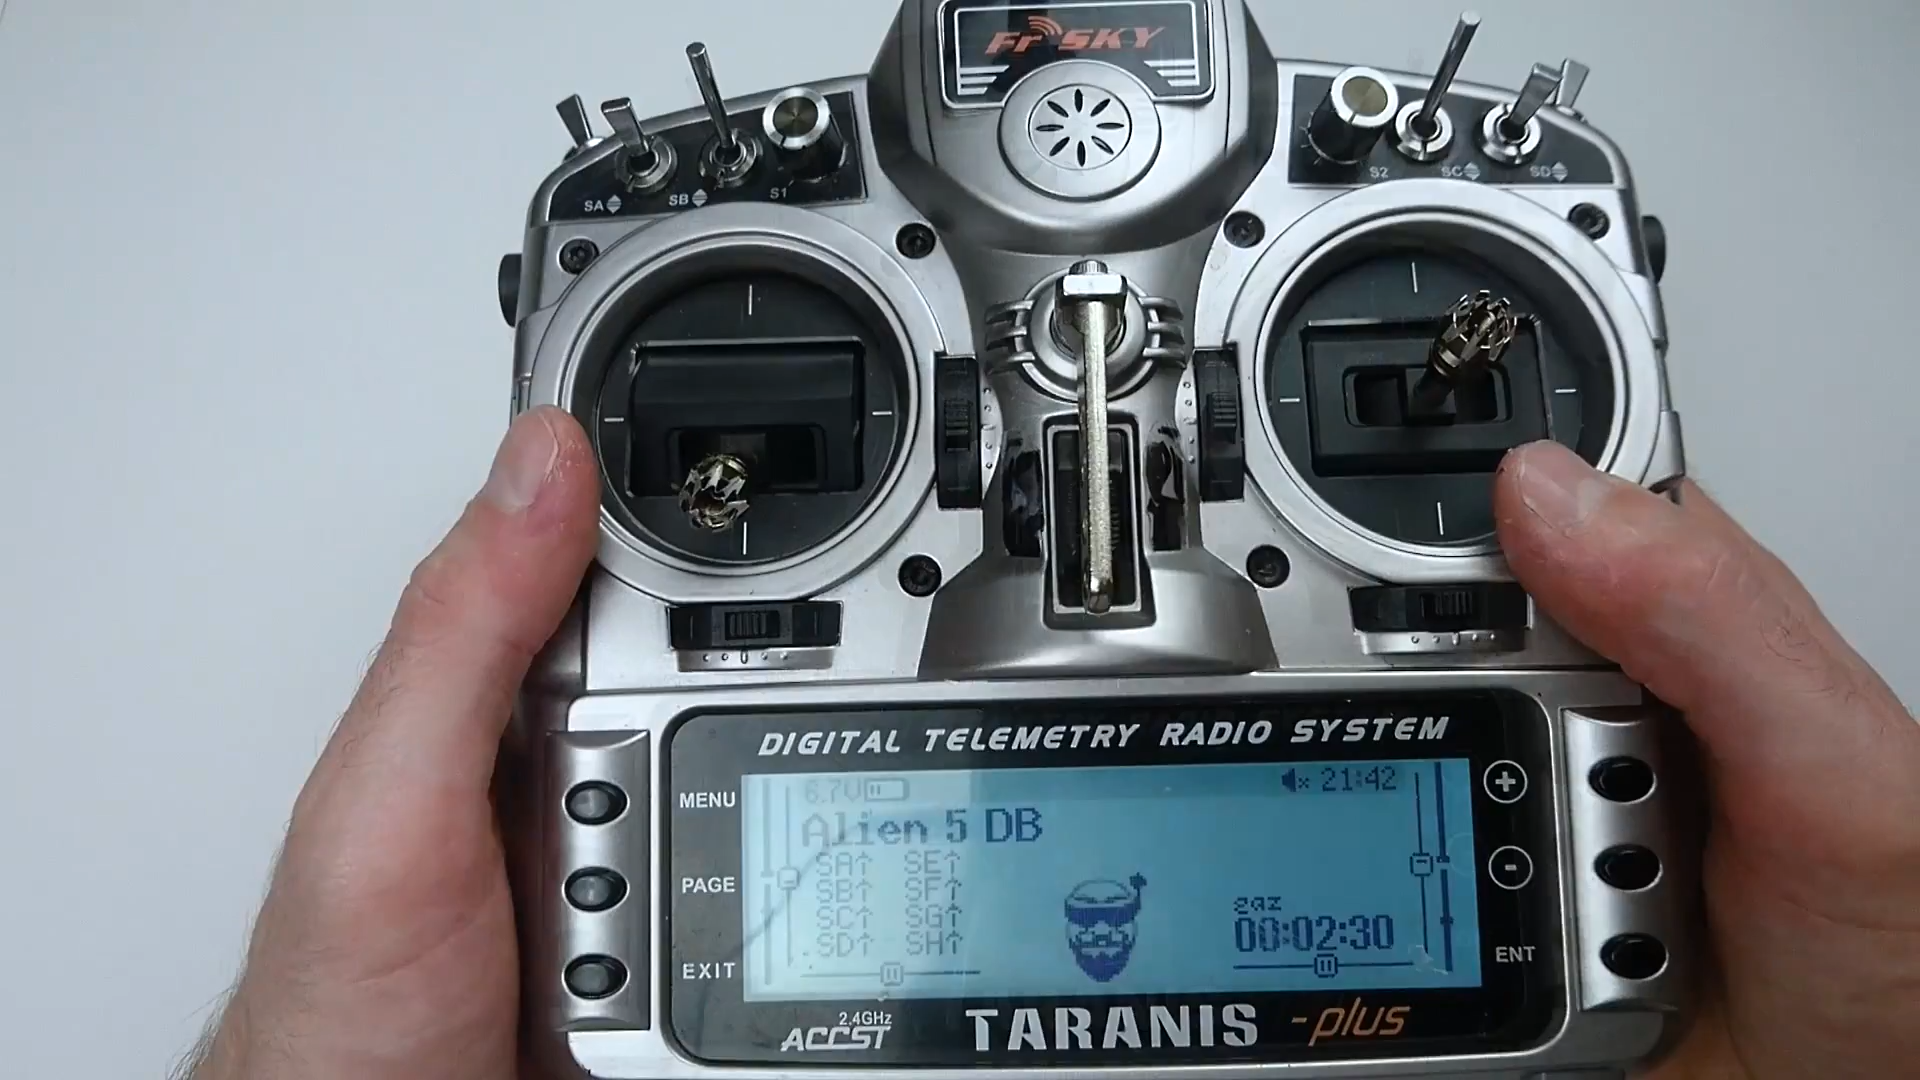 FrSKY
SA SB S1
S2 SC SD
DIGITAL TELEMETRY RADIO SYSTEM
MENU
PAGE
EXIT
6.7V
21:42
Alien 5 DB
SA↑ SE↑
SB↑ SF↑
SC↑ SG↑
SD↑ SH↑
gaz
00:02:30
+
-
ENT
2.4GHz
ACCST
TARANIS -plus